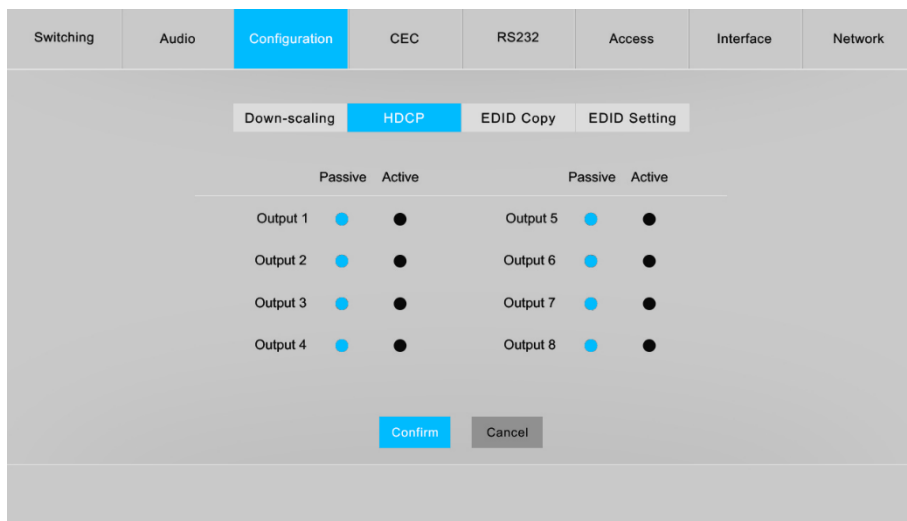 Switching Audio Configuration CEC RS232 Access Interface Network
Down-scaling HDCP EDID Copy EDID Setting
Passive Active Passive Active
Output 1 Output 5
Output 2 Output 6
Output 3 Output 7
Output 4 Output 8
Confirm Cancel